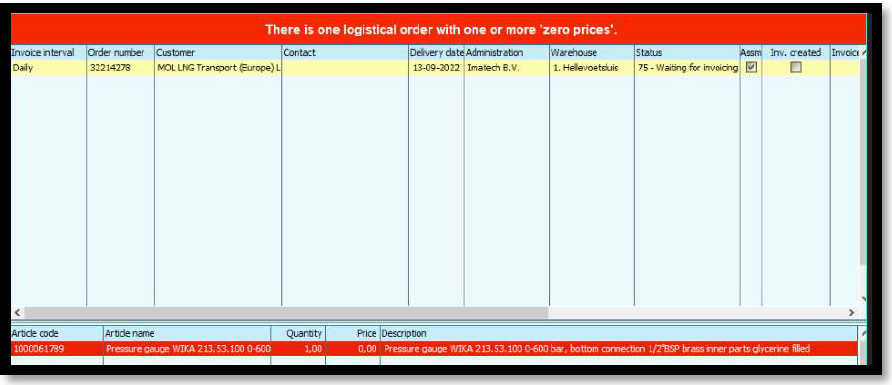 There is one logistical order with one or more 'zero prices'.
Invoice interval Order number Customer Contact Delivery date Administration Warehouse Status Assm Inv. created Invoice
Daily 32214278 MOL LNG Transport (Europe) L 13-09-2022 Imatech B.V. 1. Hellevoetsluis 75 - Waiting for invoicing
Article code Article name Quantity Price Description
1000061789 Pressure gauge WIKA 213.53.100 0-600 1,00 0,00 Pressure gauge WIKA 213.53.100 0-600 bar, bottom connection 1/2"BSP brass inner parts glycerine filled